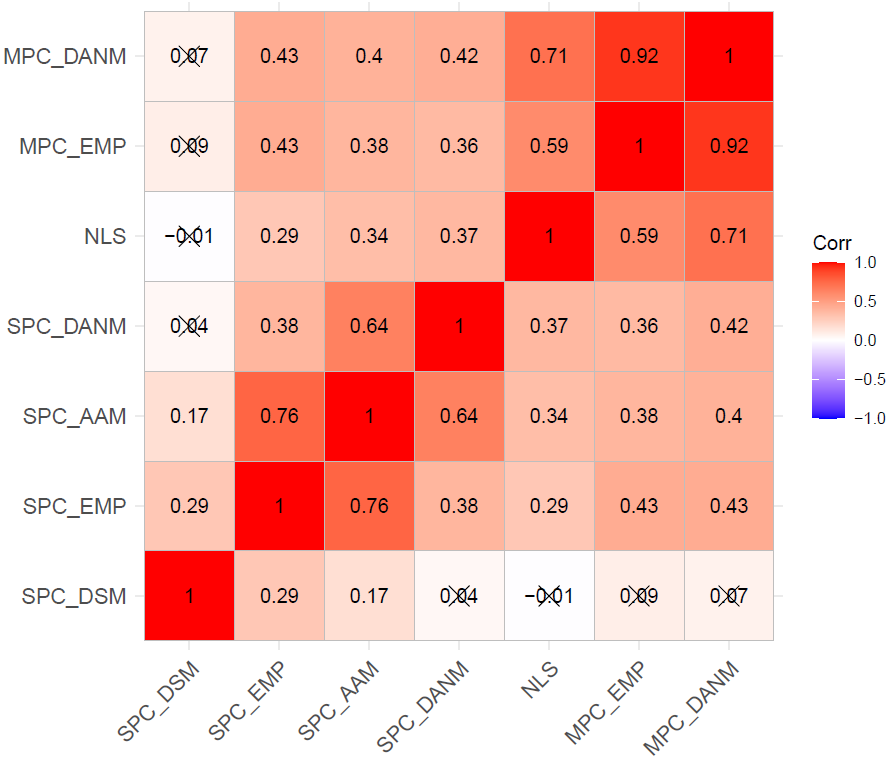 MPC_DANM 0.07 0.43 0.4 0.42 0.71 0.92 1
MPC_EMP 0.09 0.43 0.38 0.36 0.59 1 0.92
NLS −0.01 0.29 0.34 0.37 1 0.59 0.71
SPC_DANM 0.04 0.38 0.64 1 0.37 0.36 0.42
SPC_AAM 0.17 0.76 1 0.64 0.34 0.38 0.4
SPC_EMP 0.29 1 0.76 0.38 0.29 0.43 0.43
SPC_DSM 1 0.29 0.17 0.04 −0.01 0.09 0.07
SPC_DSM SPC_EMP SPC_AAM SPC_DANM NLS MPC_EMP MPC_DANM
Corr
1.0
0.5
0.0
−0.5
−1.0